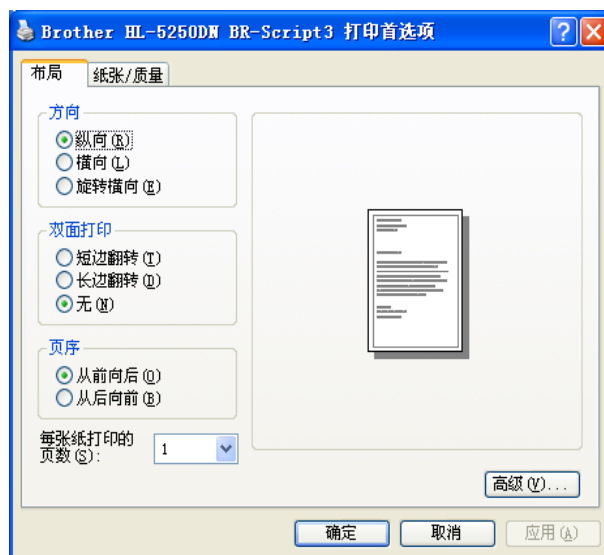 Brother HL-5250DN BR-Script3 打印首选项
布局
纸张/质量
方向
纵向(R)
横向(L)
旋转横向(E)
双面打印
短边翻转(T)
长边翻转(D)
无(N)
页序
从前向后(O)
从后向前(B)
每张纸打印的
页数(S):
1
高级(V)...
确定
取消
应用(A)